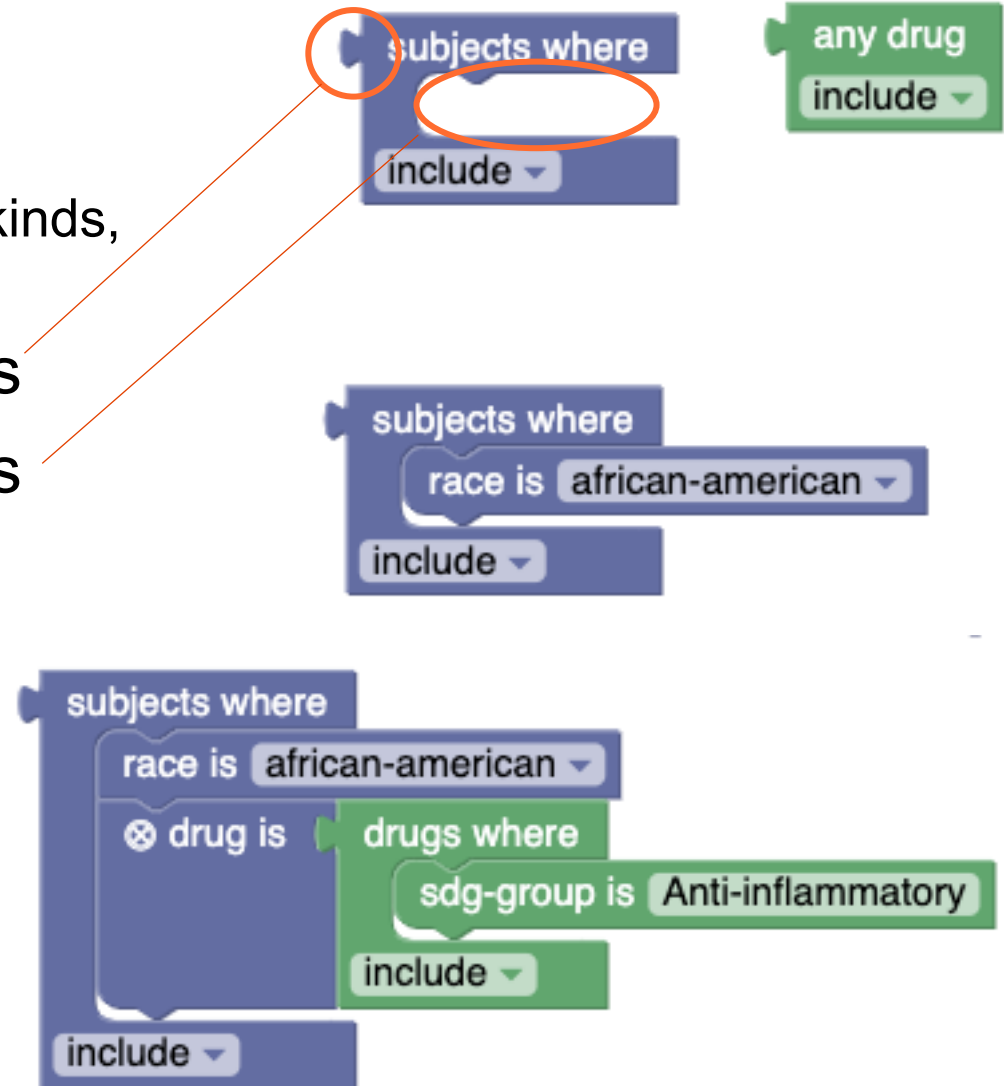 subjects where
include
any drug
include
kinds,
s
s
subjects where
race is african-american
include
subjects where
race is african-american
⊗ drug is drugs where
sdg-group is Anti-inflammatory
include
include